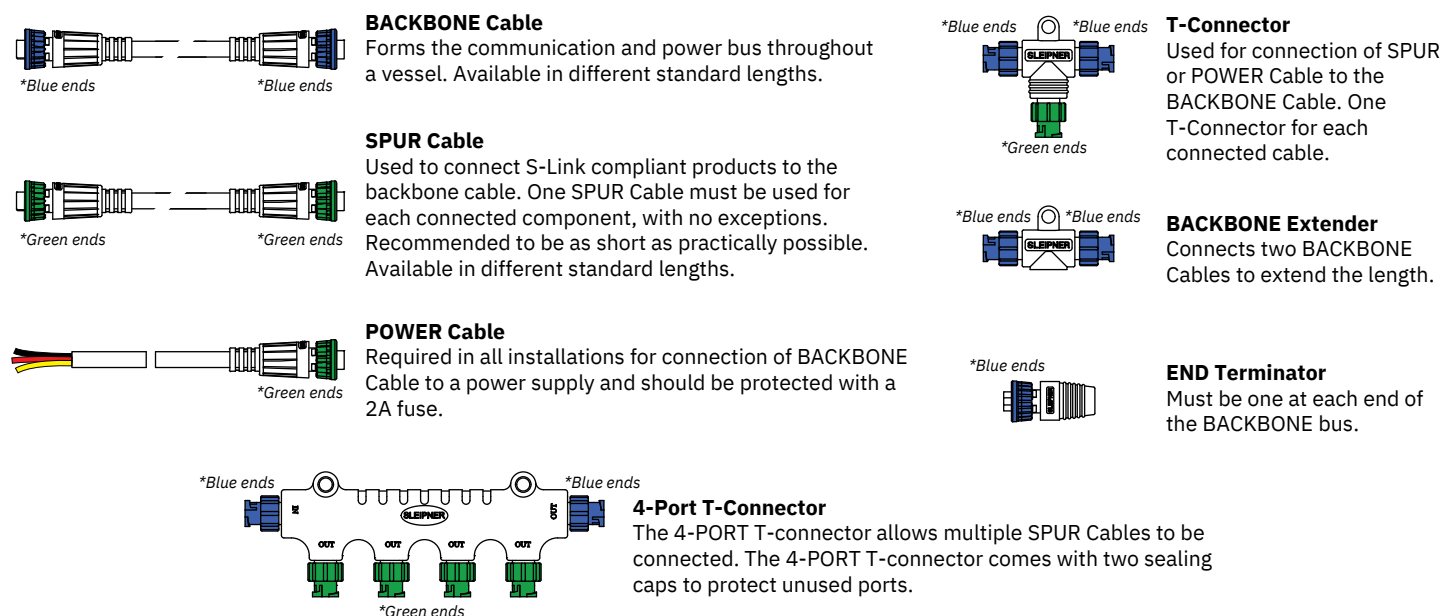 BACKBONE Cable
Forms the communication and power bus throughout
a vessel. Available in different standard lengths.
*Blue ends
*Blue ends
SPUR Cable
Used to connect S-Link compliant products to the
backbone cable. One SPUR Cable must be used for
each connected component, with no exceptions.
Recommended to be as short as practically possible.
Available in different standard lengths.
*Green ends
*Green ends
POWER Cable
Required in all installations for connection of BACKBONE
Cable to a power supply and should be protected with a
2A fuse.
*Green ends
*Blue ends
*Blue ends
SLEIPNER
*Green ends
T-Connector
Used for connection of SPUR
or POWER Cable to the
BACKBONE Cable. One
T-Connector for each
connected cable.
*Blue ends
*Blue ends
SLEIPNER
BACKBONE Extender
Connects two BACKBONE
Cables to extend the length.
*Blue ends
SLEIPNER
END Terminator
Must be one at each end of
the BACKBONE bus.
*Blue ends
*Blue ends
IN
SLEIPNER
OUT
OUT
OUT
OUT
OUT
*Green ends
4-Port T-Connector
The 4-PORT T-connector allows multiple SPUR Cables to be
connected. The 4-PORT T-connector comes with two sealing
caps to protect unused ports.